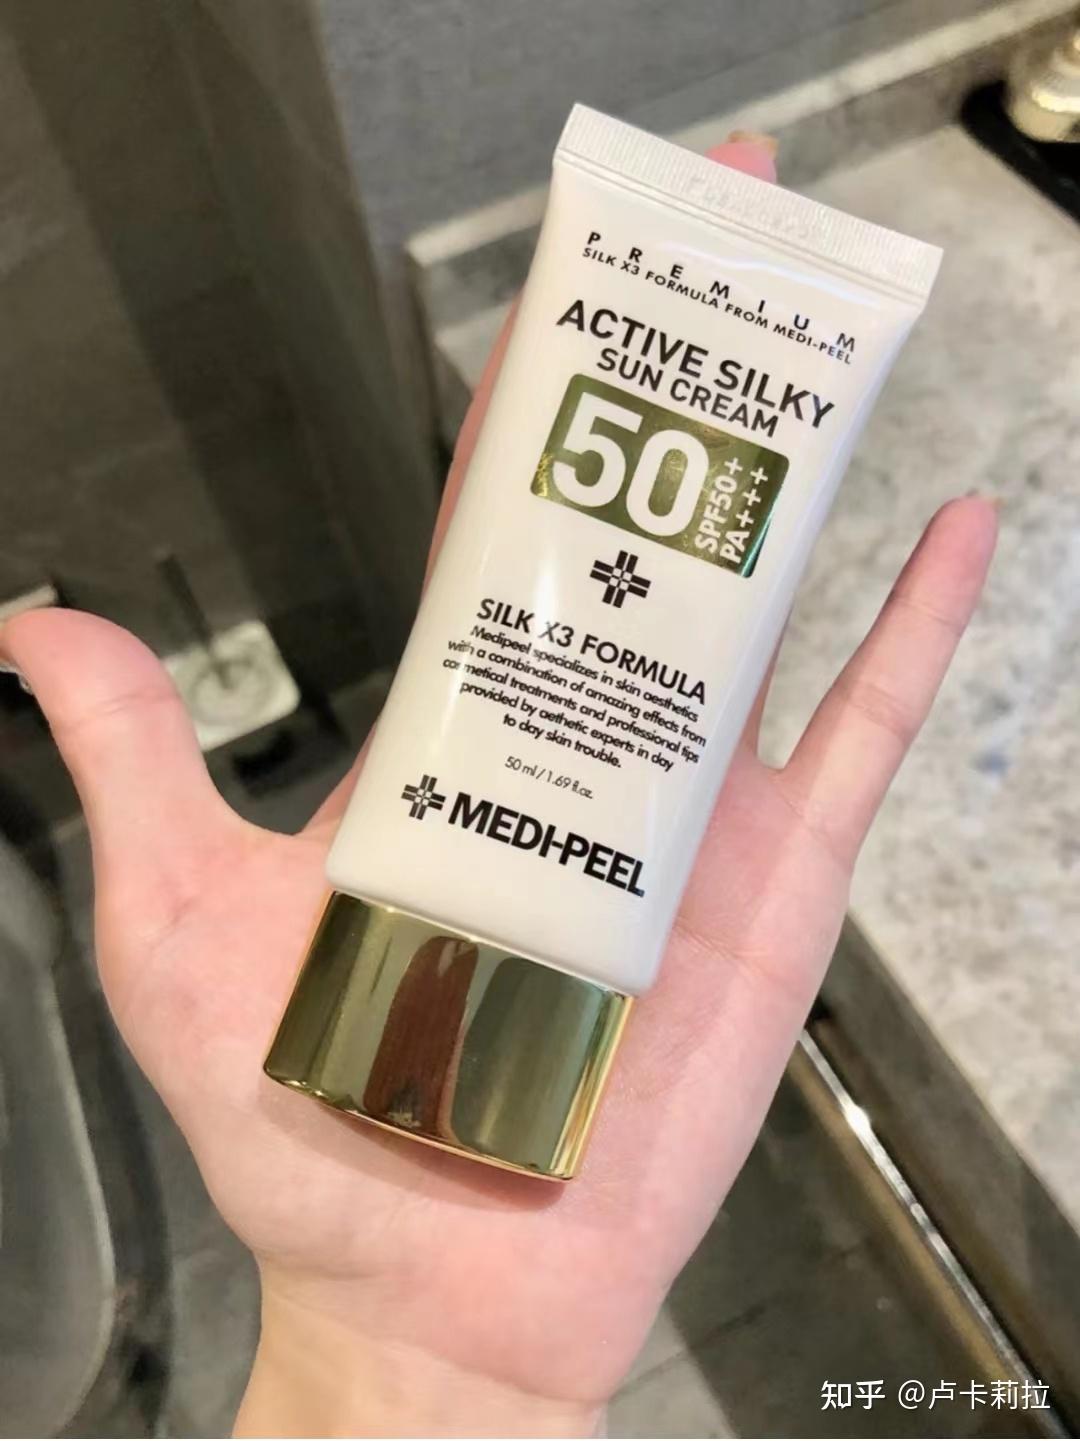 PREMIUM
SILK X3 FORMULA FROM MEDI-PEEL
ACTIVE SILKY
SUN CREAM
50
SPF50+
PA+++
SILK X3 FORMULA
Medipeel specializes in skin aesthetics
with a combination of amazing effects from
cosmetical treatments and professional tips
provided by aethetic experts in day
to day skin trouble.
50 ml / 1.69 fl.oz.
MEDI-PEEL
知乎 @卢卡莉拉